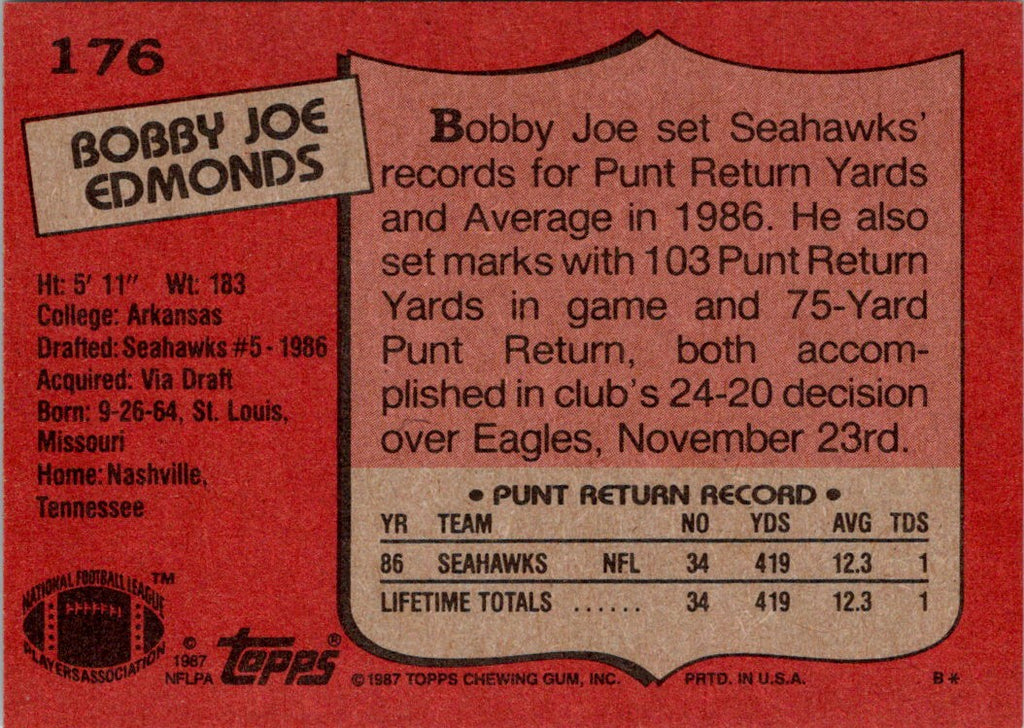 176
BOBBY JOE
EDMONDS
Ht: 5' 11" Wt: 183
College: Arkansas
Drafted: Seahawks #5 - 1986
Acquired: Via Draft
Born: 9-26-64, St. Louis,
Missouri
Home: Nashville,
Tennessee
Bobby Joe set Seahawks'
records for Punt Return Yards
and Average in 1986. He also
set marks with 103 Punt Return
Yards in game and 75-Yard
Punt Return, both accom-
plished in club's 24-20 decision
over Eagles, November 23rd.
• PUNT RETURN RECORD •
YR TEAM NO YDS AVG TDS
86 SEAHAWKS NFL 34 419 12.3 1
LIFETIME TOTALS ...... 34 419 12.3 1
NATIONAL FOOTBALL LEAGUE ™
PLAYERS ASSOCIATION
©
1987
NFLPA
topps ®
© 1987 TOPPS CHEWING GUM, INC. PRTD. IN U.S.A. B*